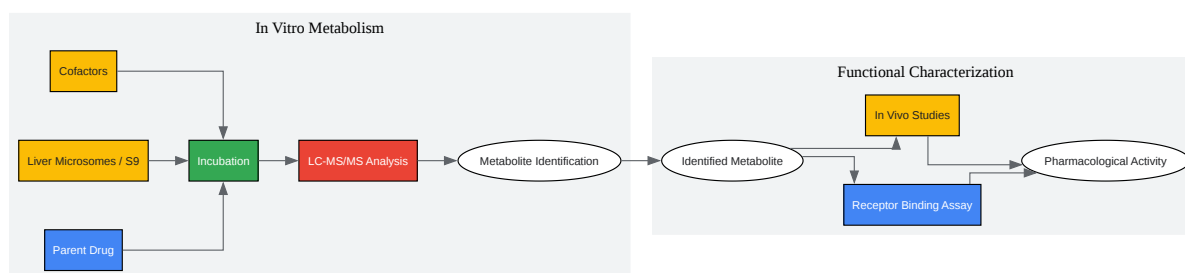 In Vitro Metabolism
Cofactors
Liver Microsomes / S9
Incubation
LC-MS/MS Analysis
Metabolite Identification
Parent Drug
Functional Characterization
In Vivo Studies
Identified Metabolite
Pharmacological Activity
Receptor Binding Assay